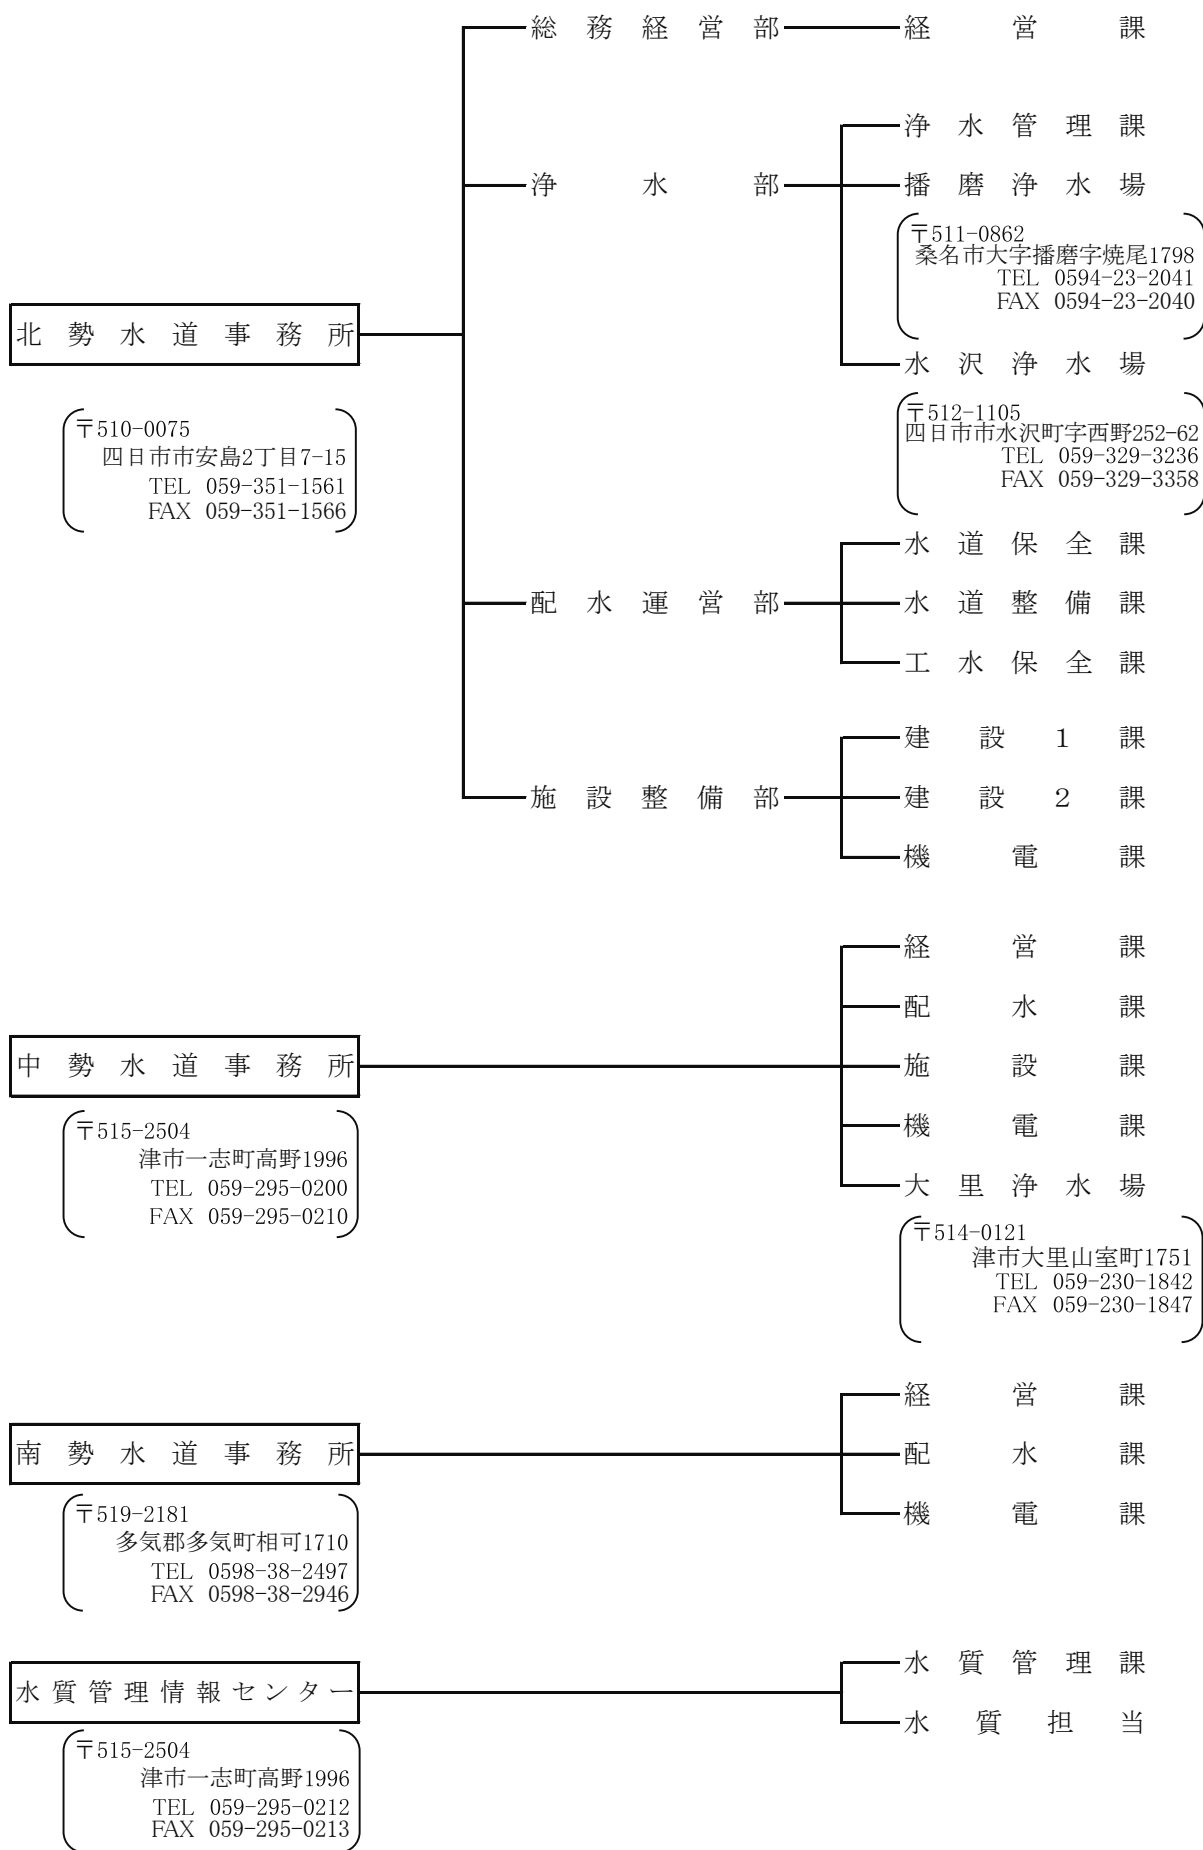 総務経営部
経営課
浄水管理課
浄水部
播磨浄水場
〒511-0862
桑名市大字播磨字焼尾1798
TEL 0594-23-2041
FAX 0594-23-2040
北勢水道事務所
水沢浄水場
〒510-0075
四日市市安島2丁目7-15
TEL 059-351-1561
FAX 059-351-1566
〒512-1105
四日市市水沢町字西野252-62
TEL 059-329-3236
FAX 059-329-3358
水道保全課
配水運営部
水道整備課
工水保全課
建設1課
施設整備部
建設2課
機電課
経営課
配水課
中勢水道事務所
施設課
〒515-2504
津市一志町高野1996
TEL 059-295-0200
FAX 059-295-0210
機電課
大里浄水場
〒514-0121
津市大里山室町1751
TEL 059-230-1842
FAX 059-230-1847
経営課
南勢水道事務所
配水課
〒519-2181
多気郡多気町相可1710
TEL 0598-38-2497
FAX 0598-38-2946
機電課
水質管理課
水質管理情報センター
水質担当
〒515-2504
津市一志町高野1996
TEL 059-295-0212
FAX 059-295-0213